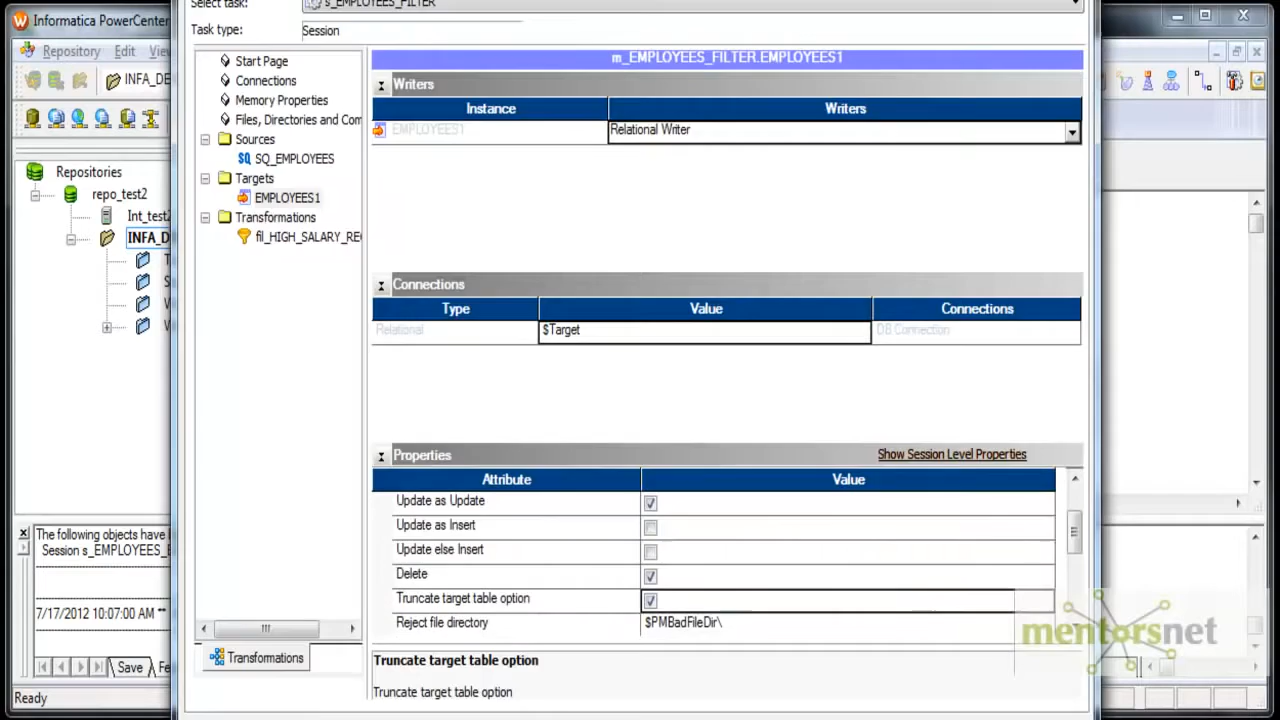 Informatica PowerCenter
Select task:
s_EMPLOYEES_FILTER
Task type:
Session
Repository Edit
INFA_DE
Start Page
Connections
Memory Properties
Files, Directories and Com
Sources
SQ_EMPLOYEES
Targets
EMPLOYEES1
Transformations
fil_HIGH_SALARY_RE
Transformations
m_EMPLOYEES_FILTER.EMPLOYEES1
Writers
Instance Writers
EMPLOYEES1 Relational Writer
Connections
Type Value Connections
Relational $Target DB Connection
Properties Show Session Level Properties
Attribute Value
Update as Update
Update as Insert
Update else Insert
Delete
Truncate target table option
Reject file directory $PMBadFileDir\
Truncate target table option
Truncate target table option
Repositories
repo_test2
Int_test2
INFA_D
The following objects have
Session s_EMPLOYEES_E
7/17/2012 10:07:00 AM **
Save
Ready
mentorsnet